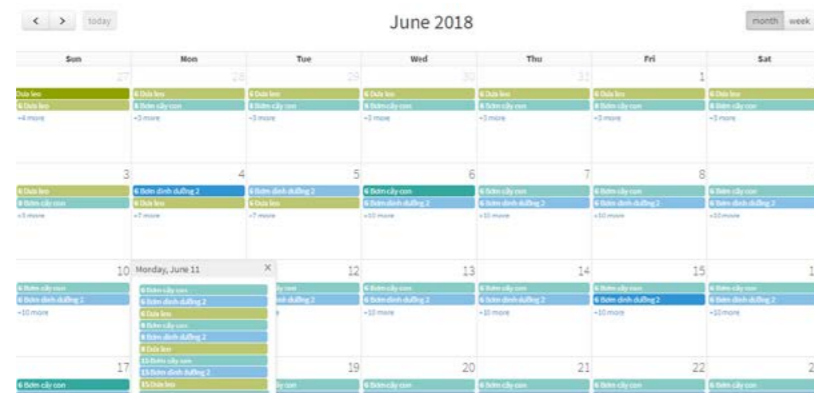 today
June 2018
month week
Sun Mon Tue Wed Thu Fri Sat
27 28 29 30 31 1
Dưa leo 6 Dưa leo 6 Dưa leo 6 Dưa leo 6 Dưa leo 6 Dưa leo 6 Dưa leo
6 Dưa leo 8 Bơm cây con 6 Bơm cây con 6 Bơm cây con 6 Bơm cây con 6 Bơm cây con 6 Bơm cây con
+4 more +3 more +3 more +3 more +3 more +3 more +3 more
3 4 5 6 7 8
6 Dưa leo 6 Bơm dinh dưỡng 2 6 Bơm dinh dưỡng 2 6 Bơm cây con 6 Bơm cây con 6 Bơm cây con 6 Bơm cây con
8 Bơm cây con 6 Dưa leo 6 Dưa leo 6 Bơm dinh dưỡng 2 6 Bơm dinh dưỡng 2 6 Bơm dinh dưỡng 2 6 Bơm dinh dưỡng 2
+7 more +7 more +10 more +10 more +10 more +10 more
10 Monday, June 11 × 12 13 14 15 1
6 Bơm cây con 6 Bơm cây con cây con 6 Bơm cây con 6 Bơm cây con 6 Bơm cây con 6 Bơm cây con
6 Bơm dinh dưỡng 2 6 Bơm dinh dưỡng 2 dinh dưỡng 2 6 Bơm dinh dưỡng 2 6 Bơm dinh dưỡng 2 6 Bơm dinh dưỡng 2 6 Bơm dinh dưỡng 2
+10 more 6 Dưa leo +10 more +10 more +10 more +10 more
8 Bơm cây con
8 Bơm dinh dưỡng 2
8 Dưa leo
17 15 Bơm cây con 19 20 21 22 2
15 Bơm dinh dưỡng 2
6 Bơm cây con 15 Dưa leo cây con 6 Bơm cây con 6 Bơm cây con 6 Bơm cây con 6 Bơm cây con